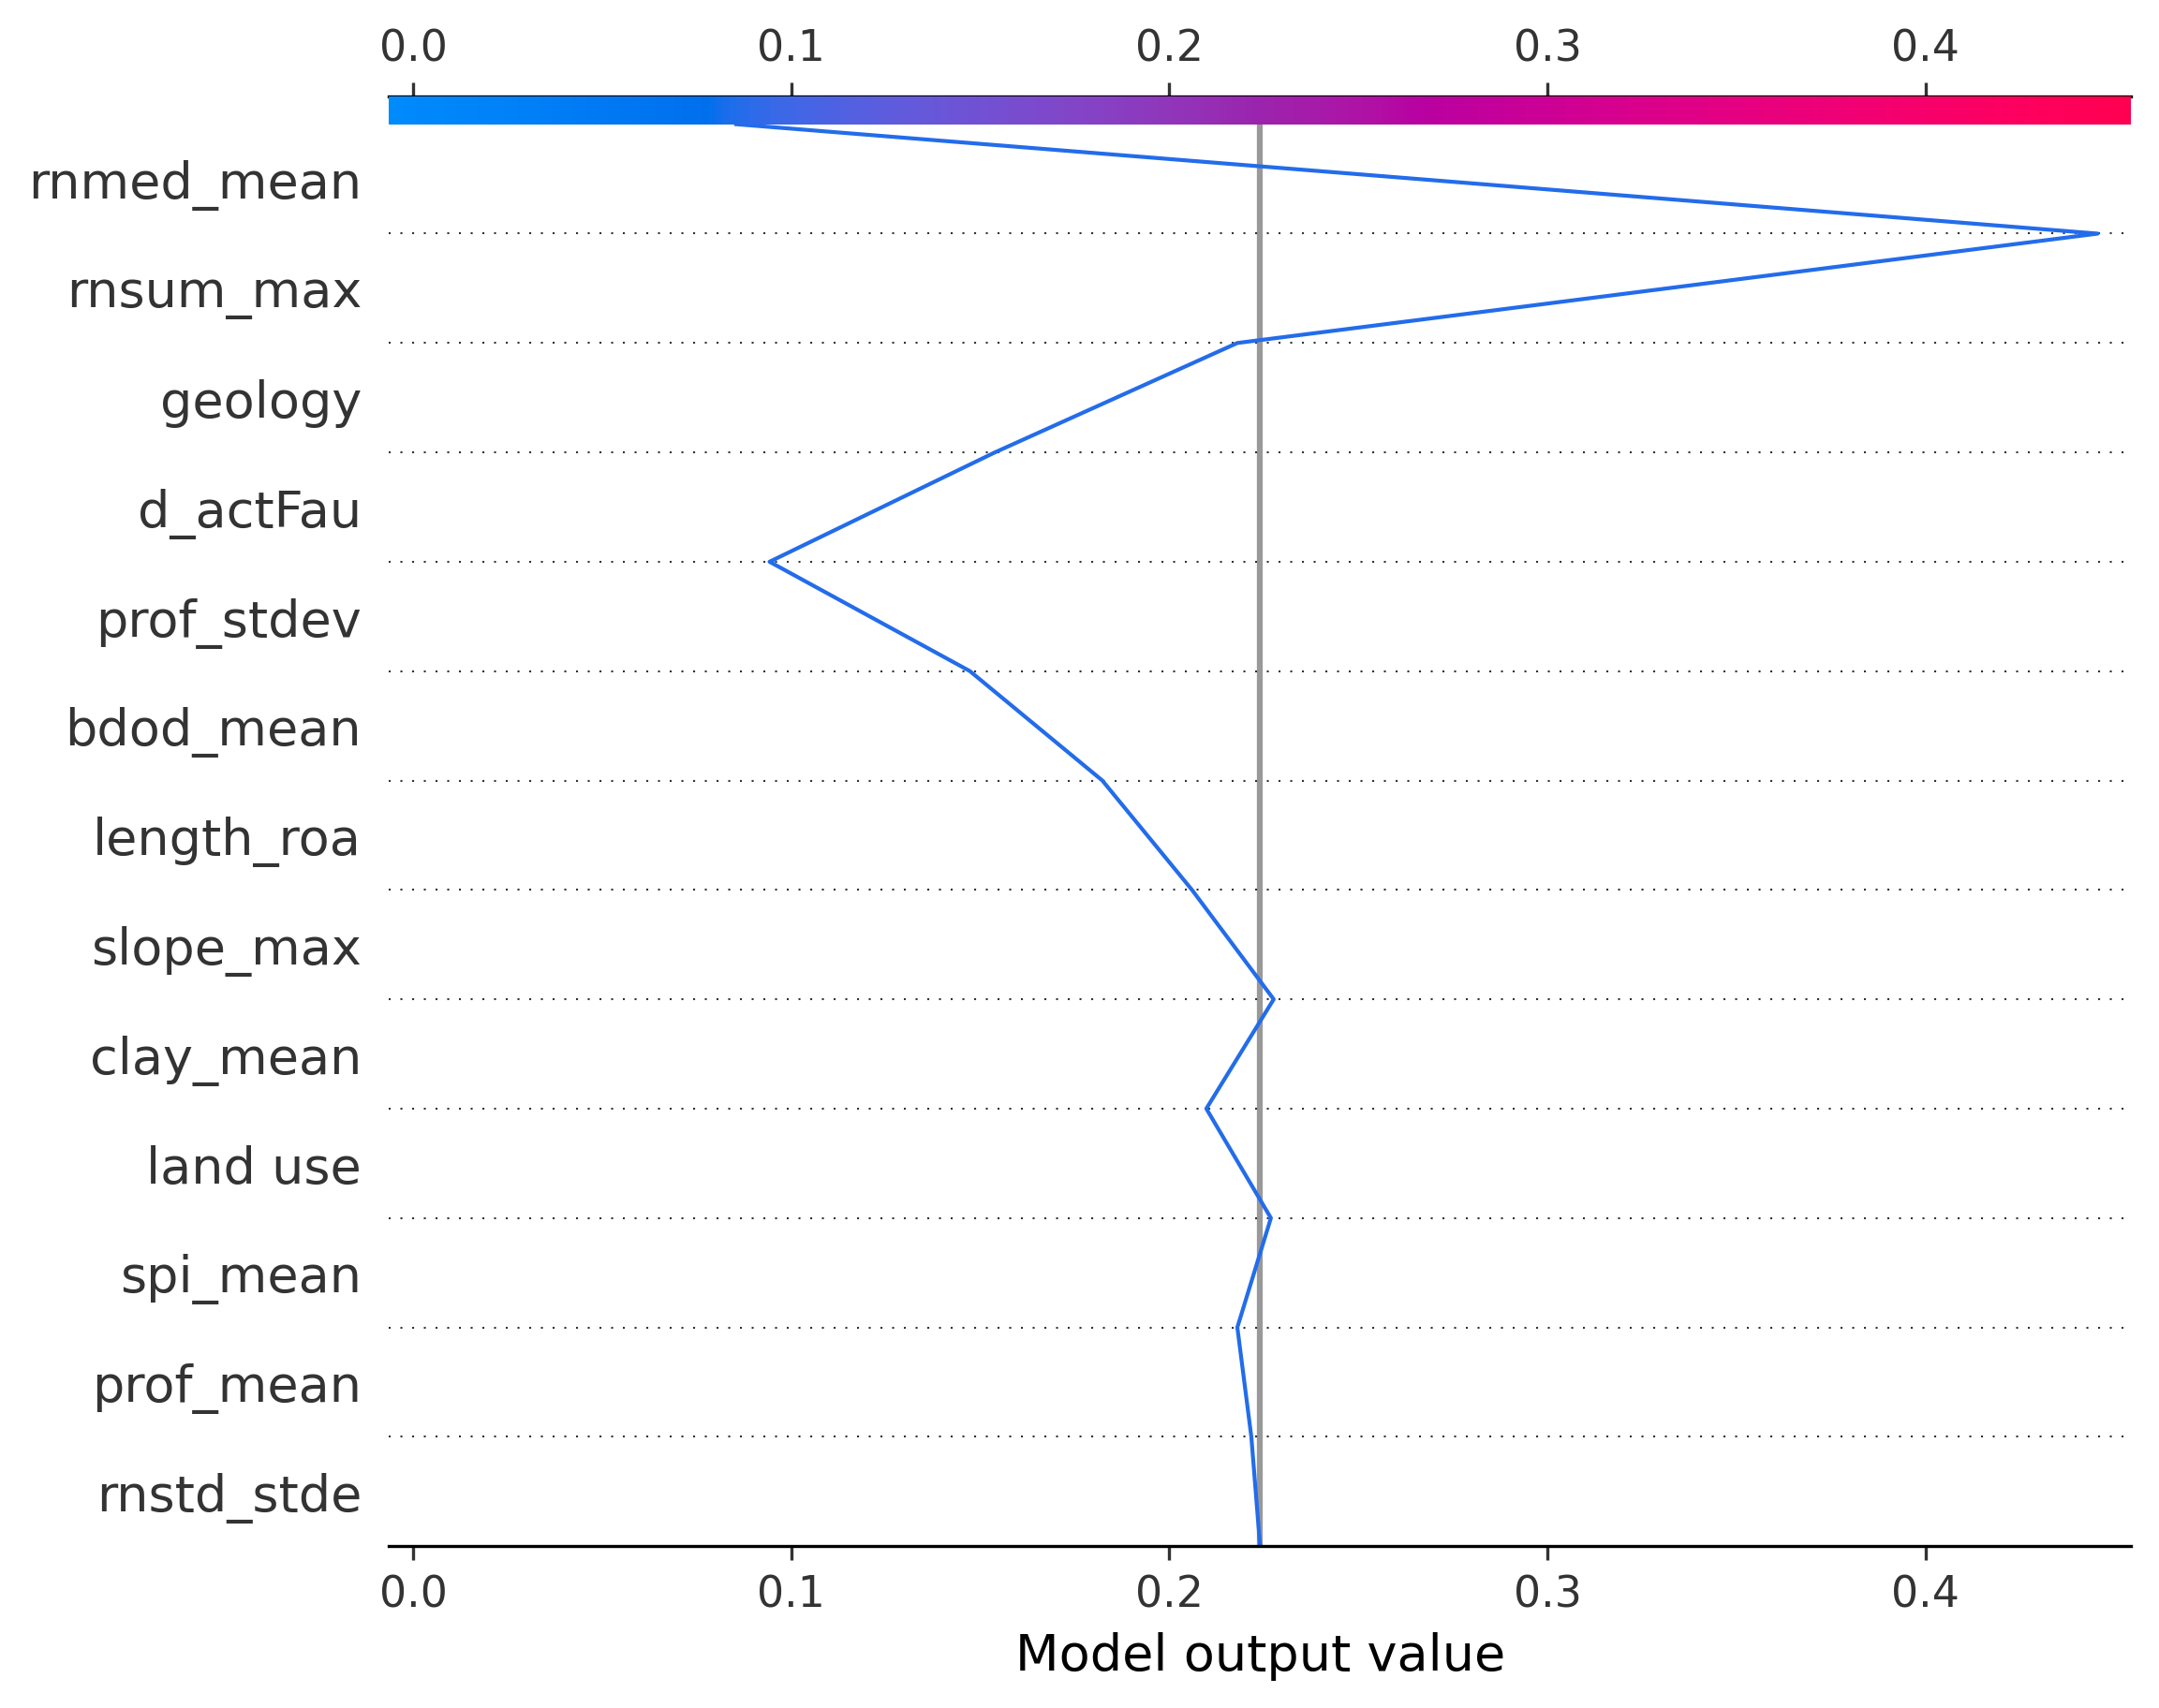 0.0 0.1 0.2 0.3 0.4
rnmed_mean
rnsum_max
geology
d_actFau
prof_stdev
bdod_mean
length_roa
slope_max
clay_mean
land use
spi_mean
prof_mean
rnstd_stde
0.0 0.1 0.2 0.3 0.4
Model output value